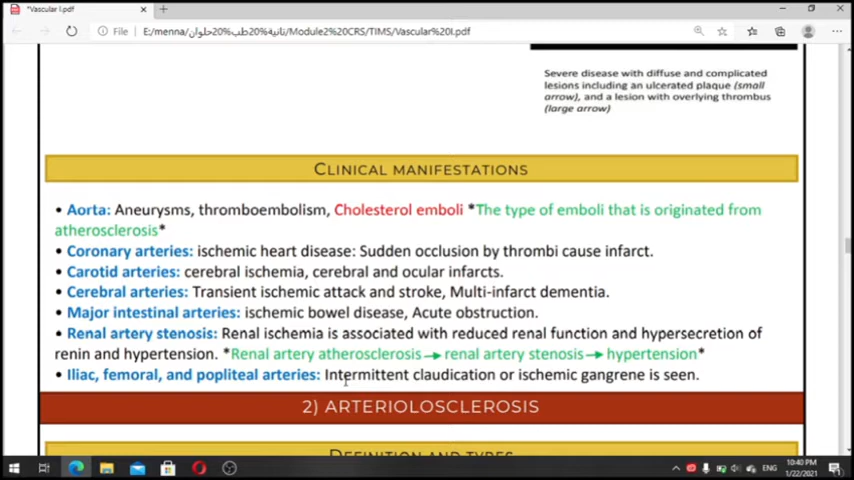 *Vascular I.pdf
File
E:/menna/ثانية%20طب%20حلوان/Module2%20CRS/TIMS/Vascular%20I.pdf
Severe disease with diffuse and complicated
lesions including an ulcerated plaque (small
arrow), and a lesion with overlying thrombus
(large arrow)
CLINICAL MANIFESTATIONS
• Aorta: Aneurysms, thromboembolism, Cholesterol emboli *The type of emboli that is originated from
atherosclerosis*
• Coronary arteries: ischemic heart disease: Sudden occlusion by thrombi cause infarct.
• Carotid arteries: cerebral ischemia, cerebral and ocular infarcts.
• Cerebral arteries: Transient ischemic attack and stroke, Multi-infarct dementia.
• Major intestinal arteries: ischemic bowel disease, Acute obstruction.
• Renal artery stenosis: Renal ischemia is associated with reduced renal function and hypersecretion of
renin and hypertension. *Renal artery atherosclerosis → renal artery stenosis → hypertension*
• Iliac, femoral, and popliteal arteries: Intermittent claudication or ischemic gangrene is seen.
2) ARTERIOLOSCLEROSIS
DEFINITION AND TYPES
ENG
10:40 PM
1/22/2021